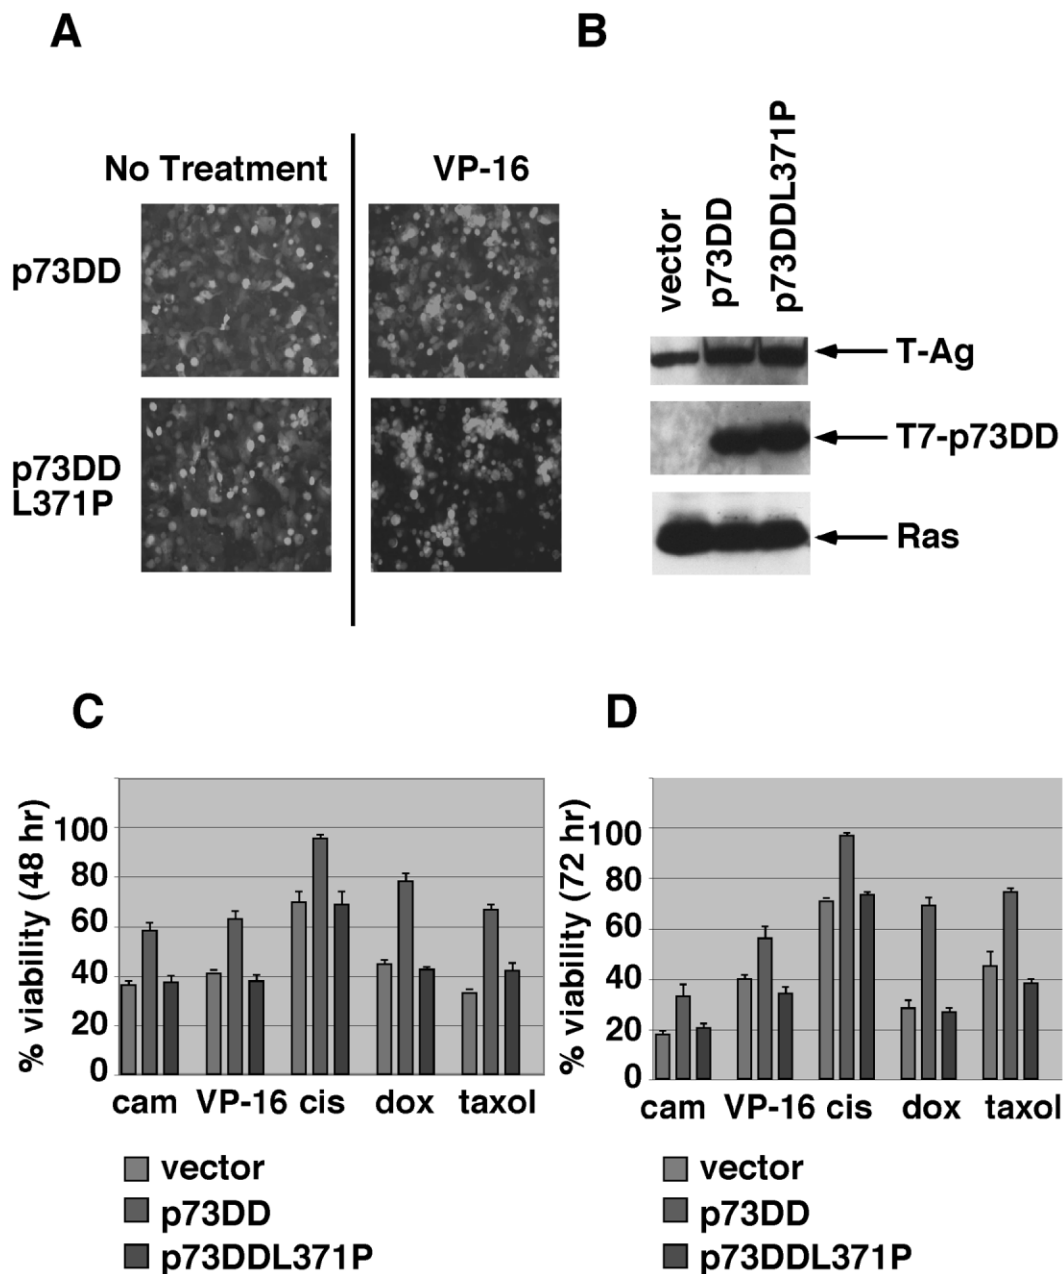 A
No Treatment
VP-16
p73DD
p73DD
L371P
B
vector
p73DD
p73DDL371P
T-Ag
T7-p73DD
Ras
C
% viability (48 hr)
100
80
60
40
20
0
cam VP-16 cis dox taxol
vector
p73DD
p73DDL371P
D
% viability (72 hr)
100
80
60
40
20
0
cam VP-16 cis dox taxol
vector
p73DD
p73DDL371P